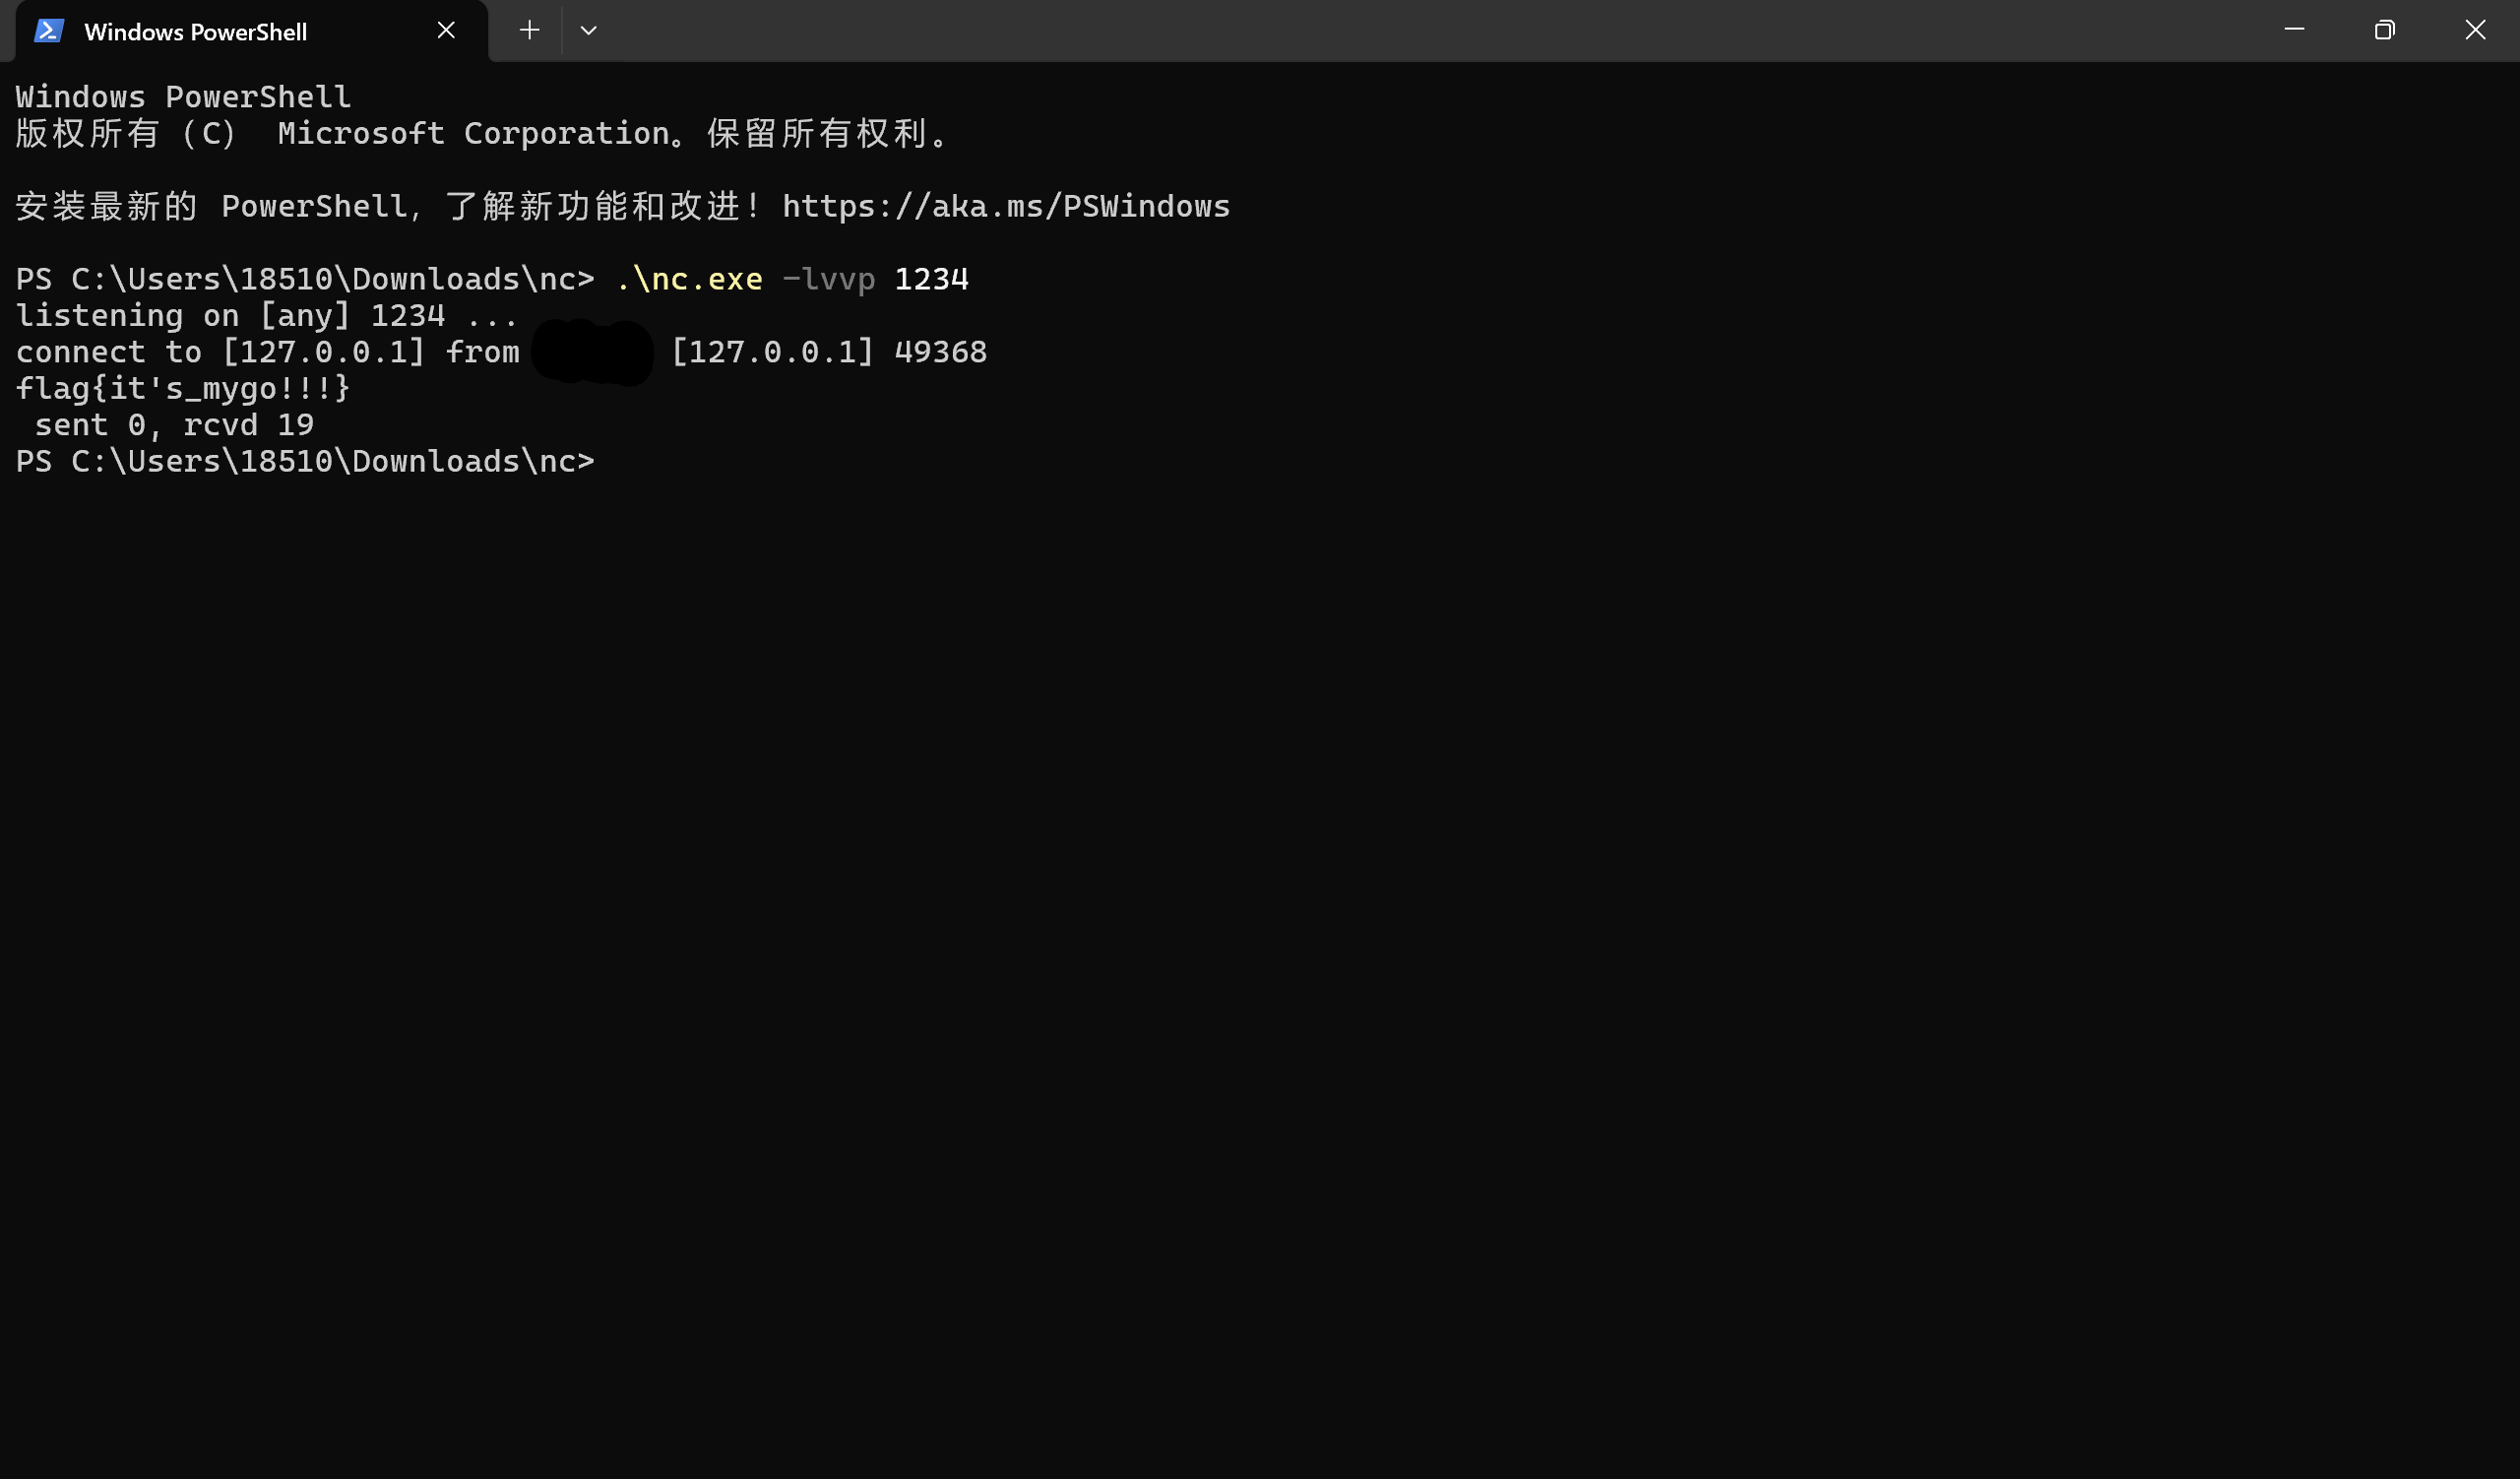 Windows PowerShell
Windows PowerShell
版权所有（C） Microsoft Corporation。保留所有权利。
安装最新的 PowerShell，了解新功能和改进！https://aka.ms/PSWindows
PS C:\Users\18510\Downloads\nc> .\nc.exe -lvvp 1234
listening on [any] 1234 ...
connect to [127.0.0.1] from [127.0.0.1] 49368
flag{it's_mygo!!!}
 sent 0, rcvd 19
PS C:\Users\18510\Downloads\nc>